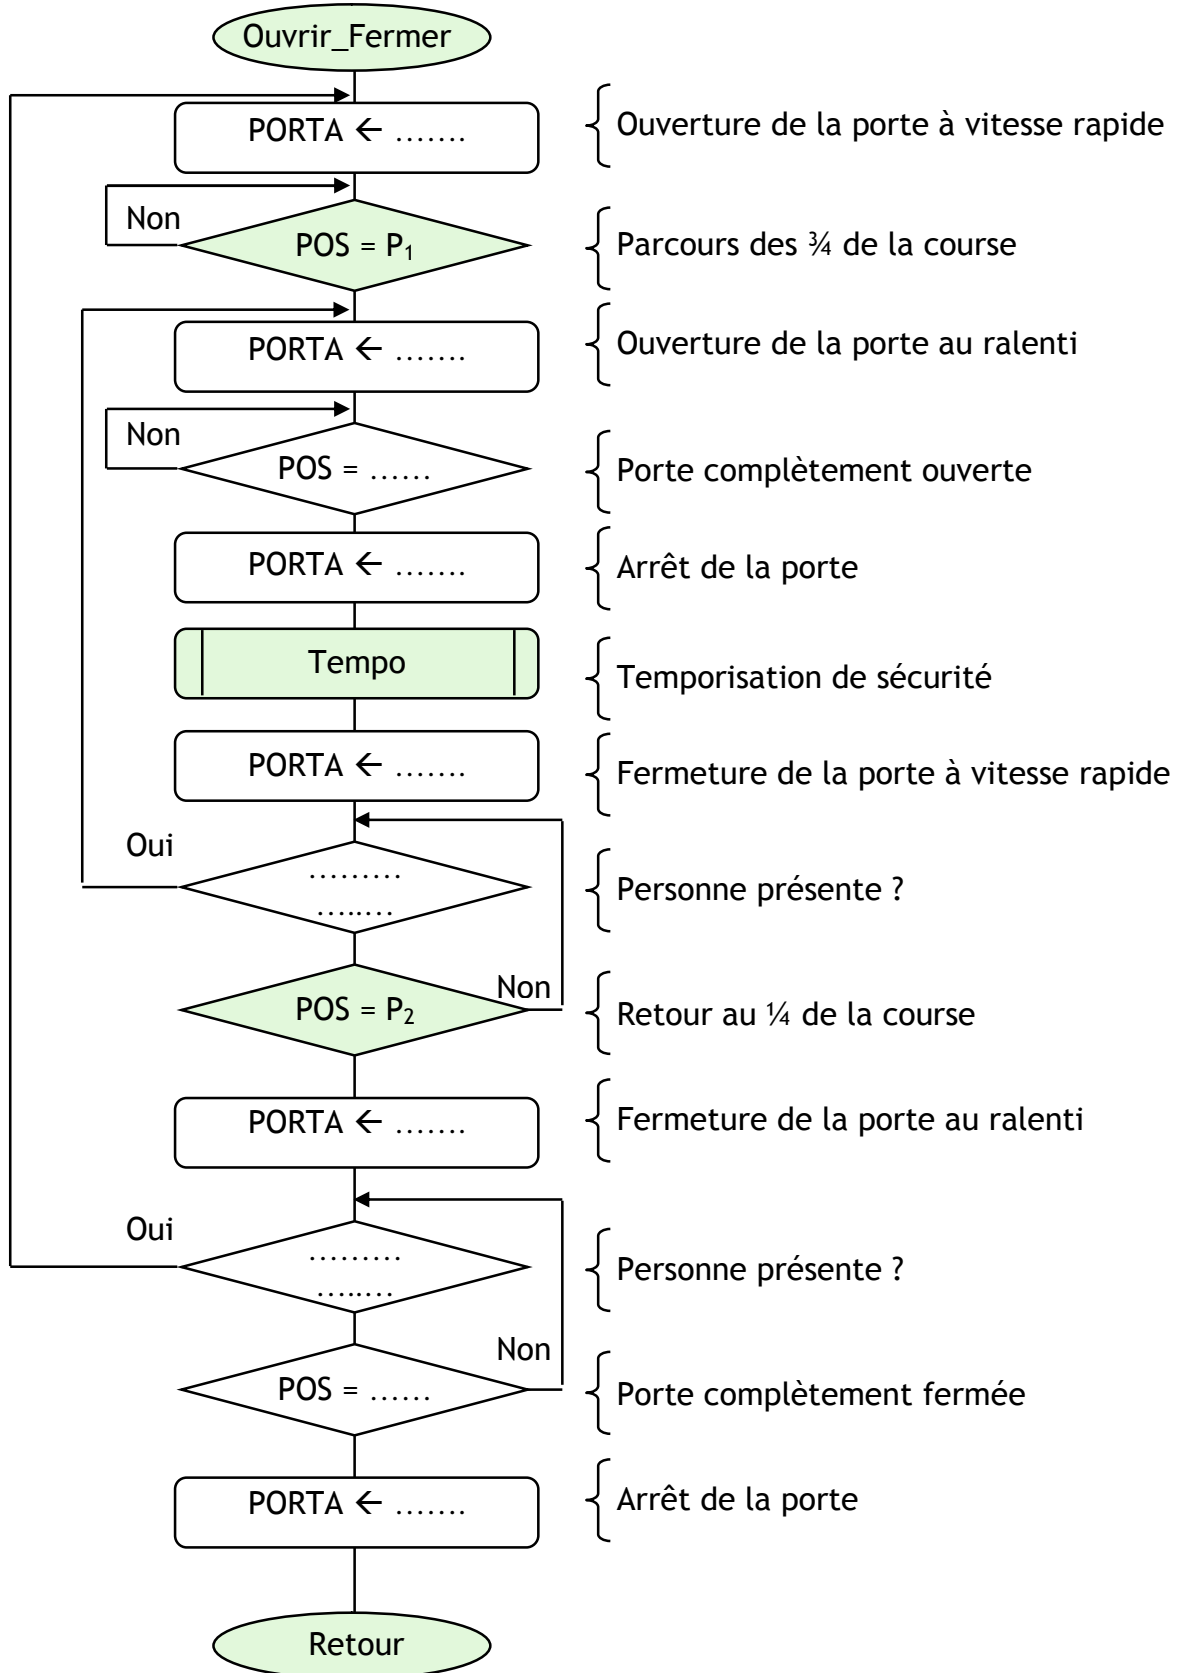 Ouvrir_Fermer
PORTA ← ....... Ouverture de la porte à vitesse rapide
Non
POS = P₁ Parcours des ¾ de la course
PORTA ← ....... Ouverture de la porte au ralenti
Non
POS = ...... Porte complètement ouverte
PORTA ← ....... Arrêt de la porte
Tempo Temporisation de sécurité
PORTA ← ....... Fermeture de la porte à vitesse rapide
Oui
.........
Personne présente ?
........
Non
POS = P₂ Retour au ¼ de la course
PORTA ← ....... Fermeture de la porte au ralenti
Oui
.........
Personne présente ?
........
Non
POS = ...... Porte complètement fermée
PORTA ← ....... Arrêt de la porte
Retour